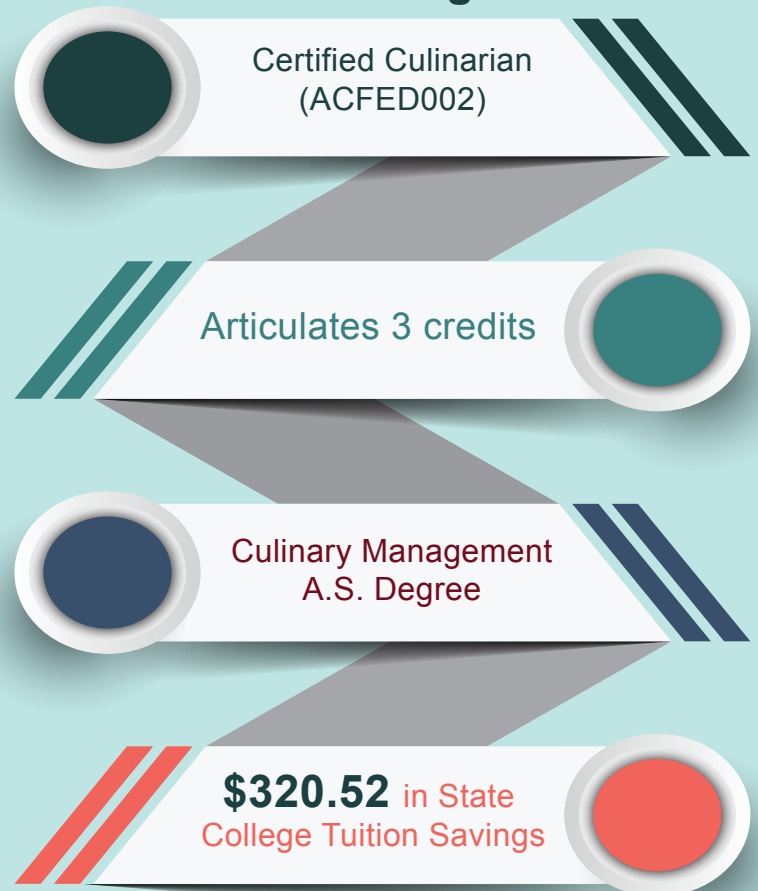 Certified Culinarian
(ACFED002)
Articulates 3 credits
Culinary Management
A.S. Degree
$320.52 in State
College Tuition Savings